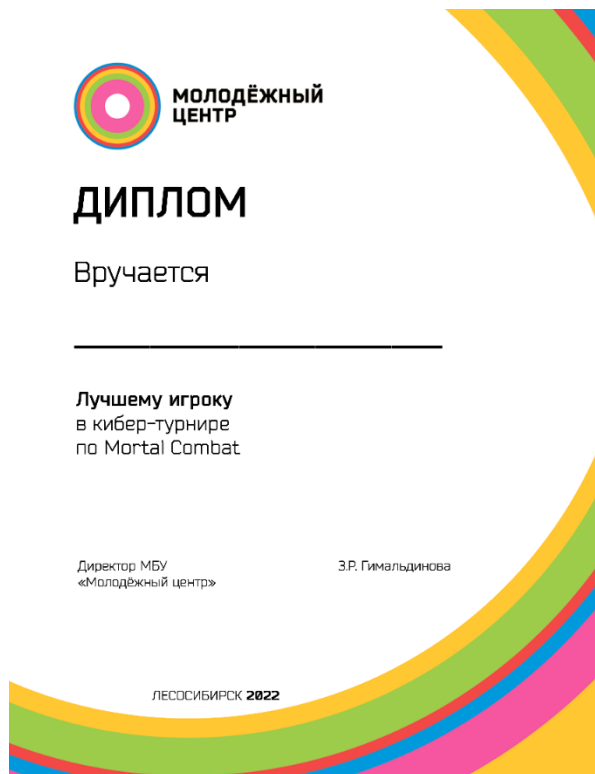 МОЛОДЁЖНЫЙ
ЦЕНТР
ДИПЛОМ
Вручается
Лучшему игроку
в кибер-турнире
по Mortal Combat
Директор МБУ
«Молодёжный центр»
З.Р. Гимальдинова
ЛЕСОСИБИРСК 2022